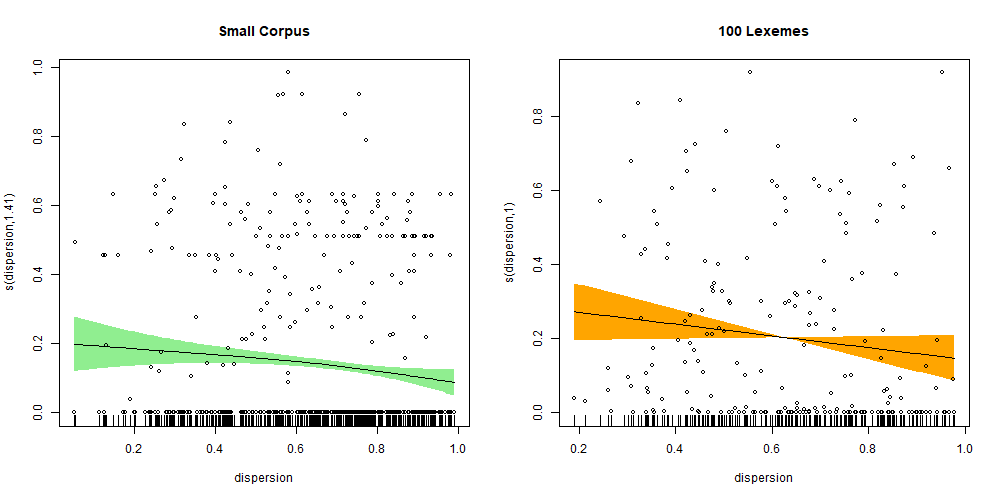 Small Corpus
s(dispersion,1.41)
1.0
0.8
0.6
0.4
0.2
0.0
0.2 0.4 0.6 0.8 1.0
dispersion
100 Lexemes
s(dispersion,1)
0.8
0.6
0.4
0.2
0.0
0.2 0.4 0.6 0.8 1.0
dispersion